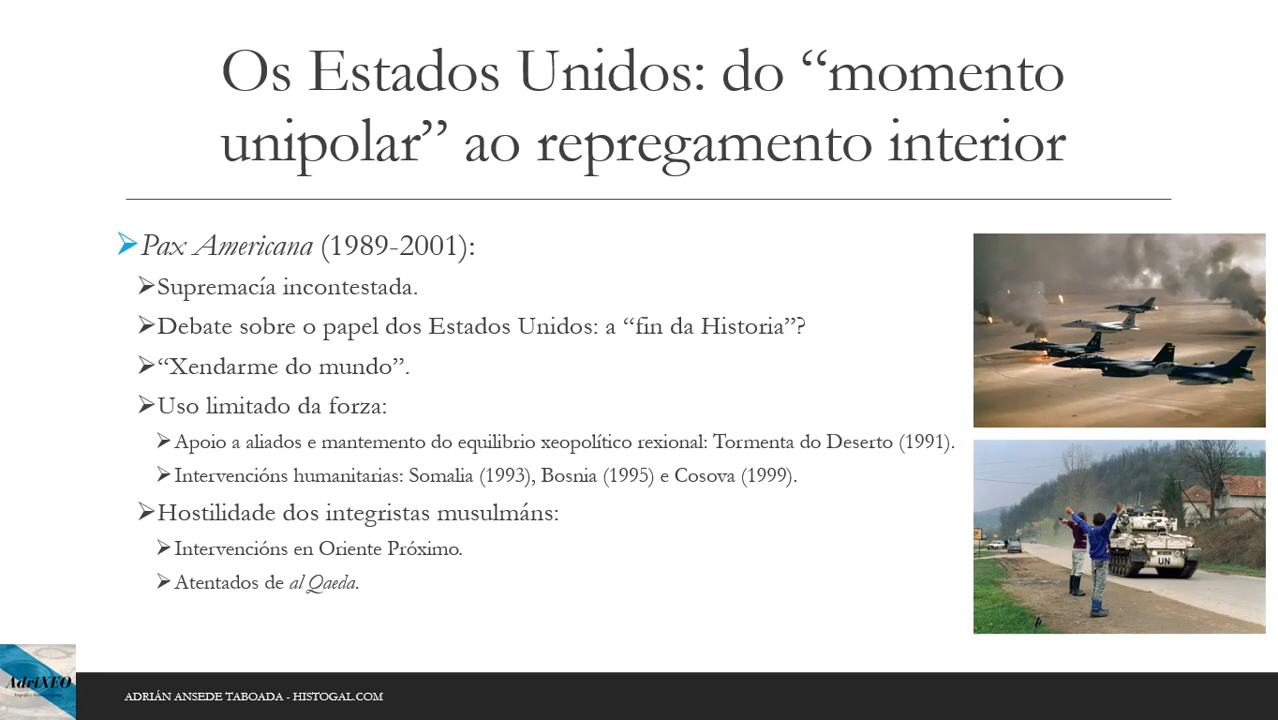 Os Estados Unidos: do “momento
unipolar” ao repregamento interior
Pax Americana (1989-2001):
Supremacía incontestada.
Debate sobre o papel dos Estados Unidos: a “fin da Historia”?
“Xendarme do mundo”.
Uso limitado da forza:
Apoio a aliados e mantemento do equilibrio xeopolítico rexional: Tormenta do Deserto (1991).
Intervencións humanitarias: Somalia (1993), Bosnia (1995) e Cosova (1999).
Hostilidade dos integristas musulmáns:
Intervencións en Oriente Próximo.
Atentados de al Qaeda.
UN
AdriXEO
ADRIÁN ANSEDE TABOADA - HISTOGAL.COM